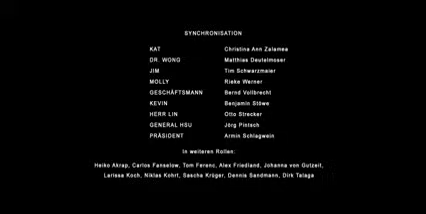 SYNCHRONISATION
KAT Christina Ann Zalamea
DR. WONG Matthias Deutelmoser
JIM Tim Schwarzmaier
MOLLY Rieke Werner
GESCHÄFTSMANN Bernd Vollbrecht
KEVIN Benjamin Stöwe
HERR LIN Otto Strecker
GENERAL HSU Jörg Pintsch
PRÄSIDENT Armin Schlagwein
In weiteren Rollen:
Heiko Akrap, Carlos Fanselow, Tom Ferenc, Alex Friedland, Johanna von Gutzeit,
Larissa Koch, Niklas Kohrt, Sascha Krüger, Dennis Sandmann, Dirk Talaga